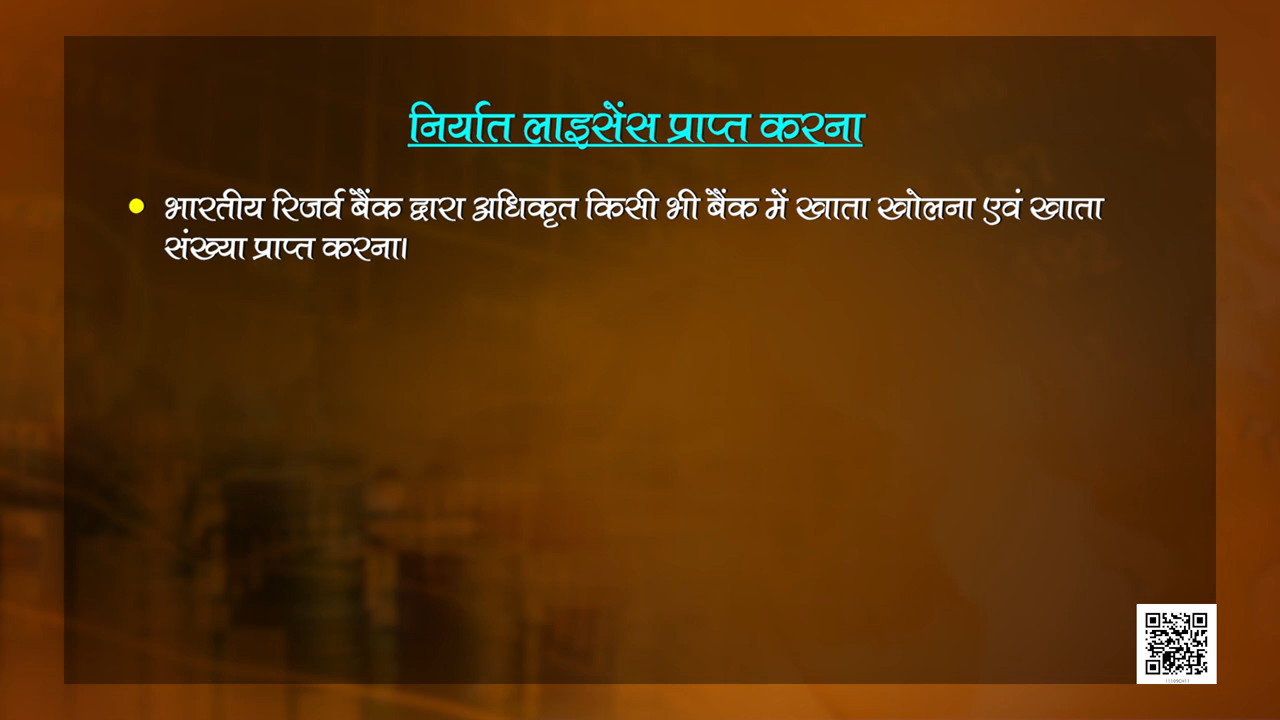 निर्यात लाइसेंस प्राप्त करना
भारतीय रिजर्व बैंक द्वारा अधिकृत किसी भी बैंक में खाता खोलना एवं खाता
संख्या प्राप्त करना।